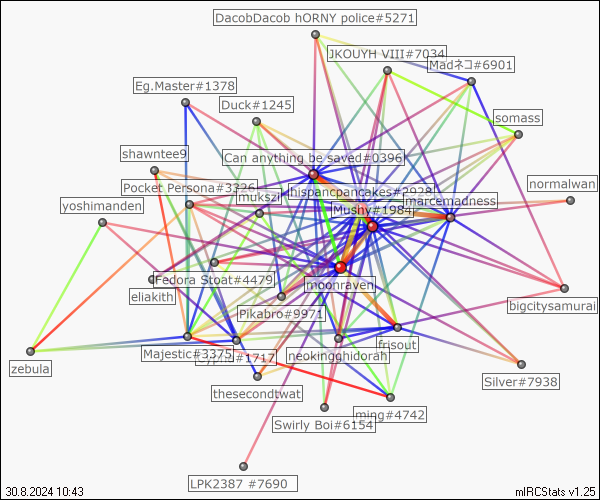 DacobDacob hORNY police#5271
JKOUYH VIII#7034
Madネコ#6901
Eg.Master#1378
Duck#1245
somass
shawntee9
Can anything be saved#0396
Pocket Persona#3326
hispancpancakes#2928
normalwan
mukszil
marcemadness
yoshimanden
Mushy#1984
Fedora Stoat#4479
moonraven
eliakith
bigcitysamurai
Pikabro#9971
frisout
Majestic#3375
#1717
neokingghidorah
zebula
Silver#7938
thesecondtwat
ming#4742
Swirly Boi#6154
LPK2387 #7690
30.8.2024 10:43
mIRCStats v1.25